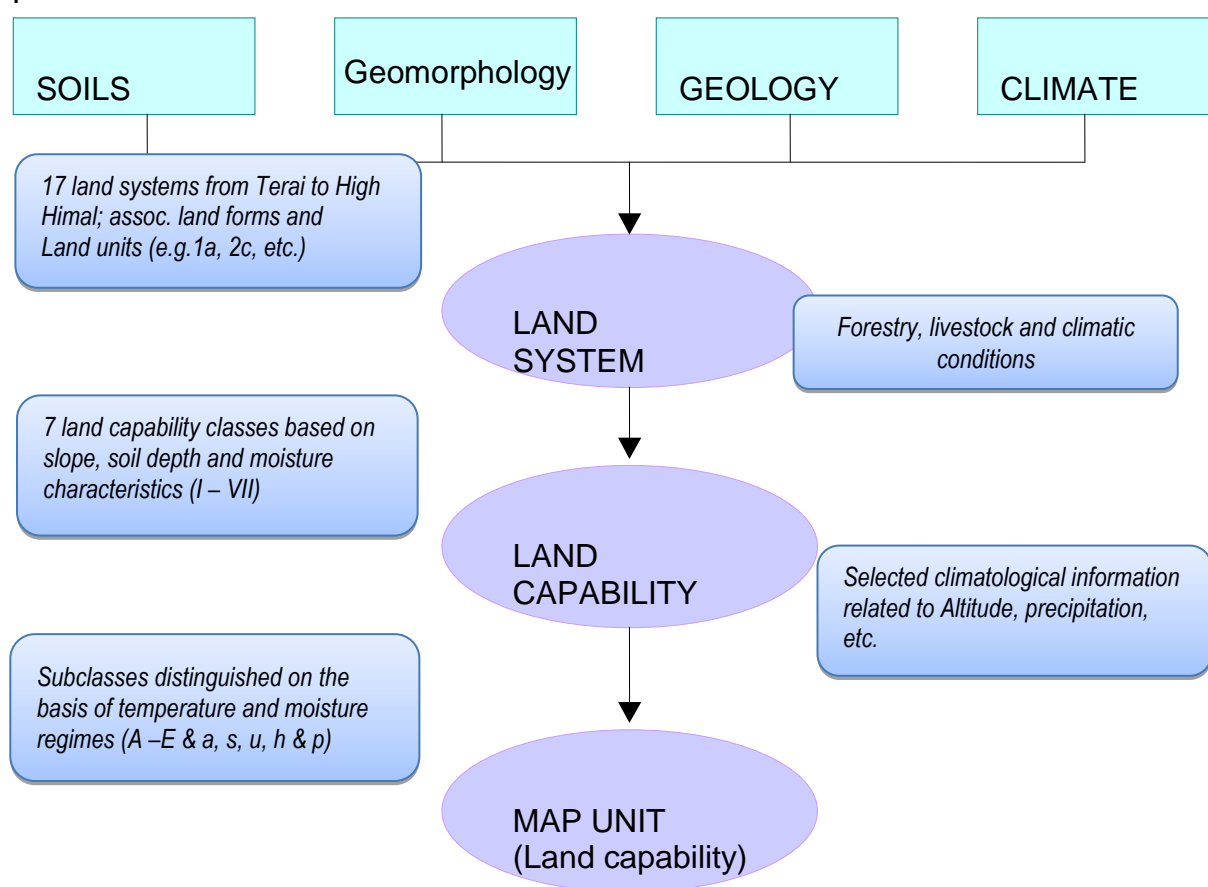 SOILS
Geomorphology
GEOLOGY
CLIMATE
17 land systems from Terai to High
Himal; assoc. land forms and
Land units (e.g.1a, 2c, etc.)
LAND
SYSTEM
Forestry, livestock and climatic
conditions
7 land capability classes based on
slope, soil depth and moisture
characteristics (I – VII)
LAND
CAPABILITY
Selected climatological information
related to Altitude, precipitation,
etc.
Subclasses distinguished on the
basis of temperature and moisture
regimes (A –E & a, s, u, h & p)
MAP UNIT
(Land capability)